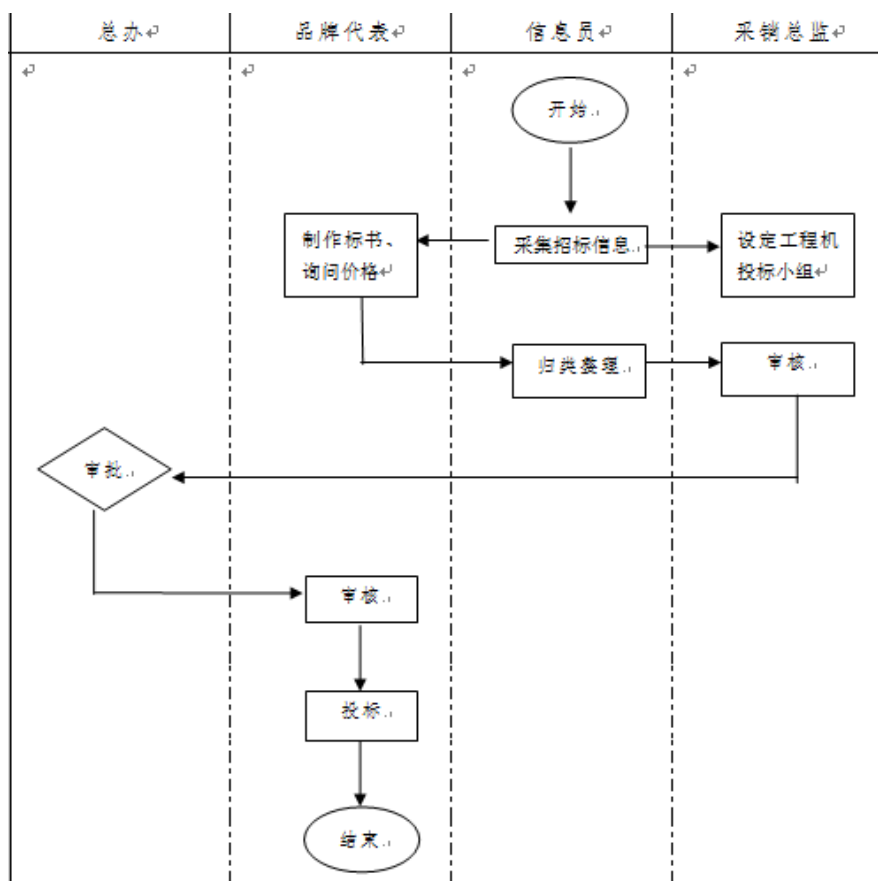 总办
品牌代表
信息员
采销总监
开始
制作标书、
询问价格
采集招标信息
设定工程机
投标小组
归类整理
审核
审批
审核
投标
结束